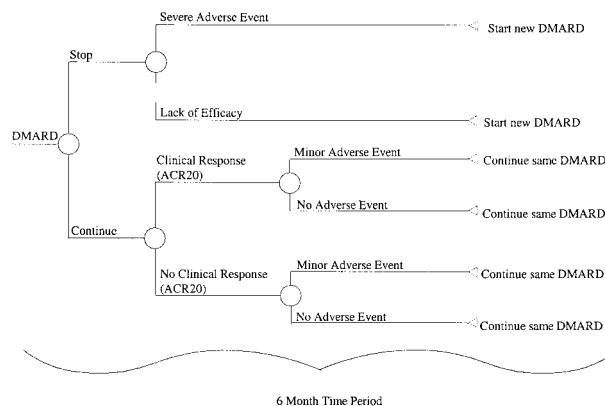 Severe Adverse Event
Start new DMARD
Stop
Lack of Efficacy
Start new DMARD
DMARD
Clinical Response
(ACR20)
Minor Adverse Event
Continue same DMARD
No Adverse Event
Continue same DMARD
Continue
No Clinical Response
(ACR20)
Minor Adverse Event
Continue same DMARD
No Adverse Event
Continue same DMARD
6 Month Time Period